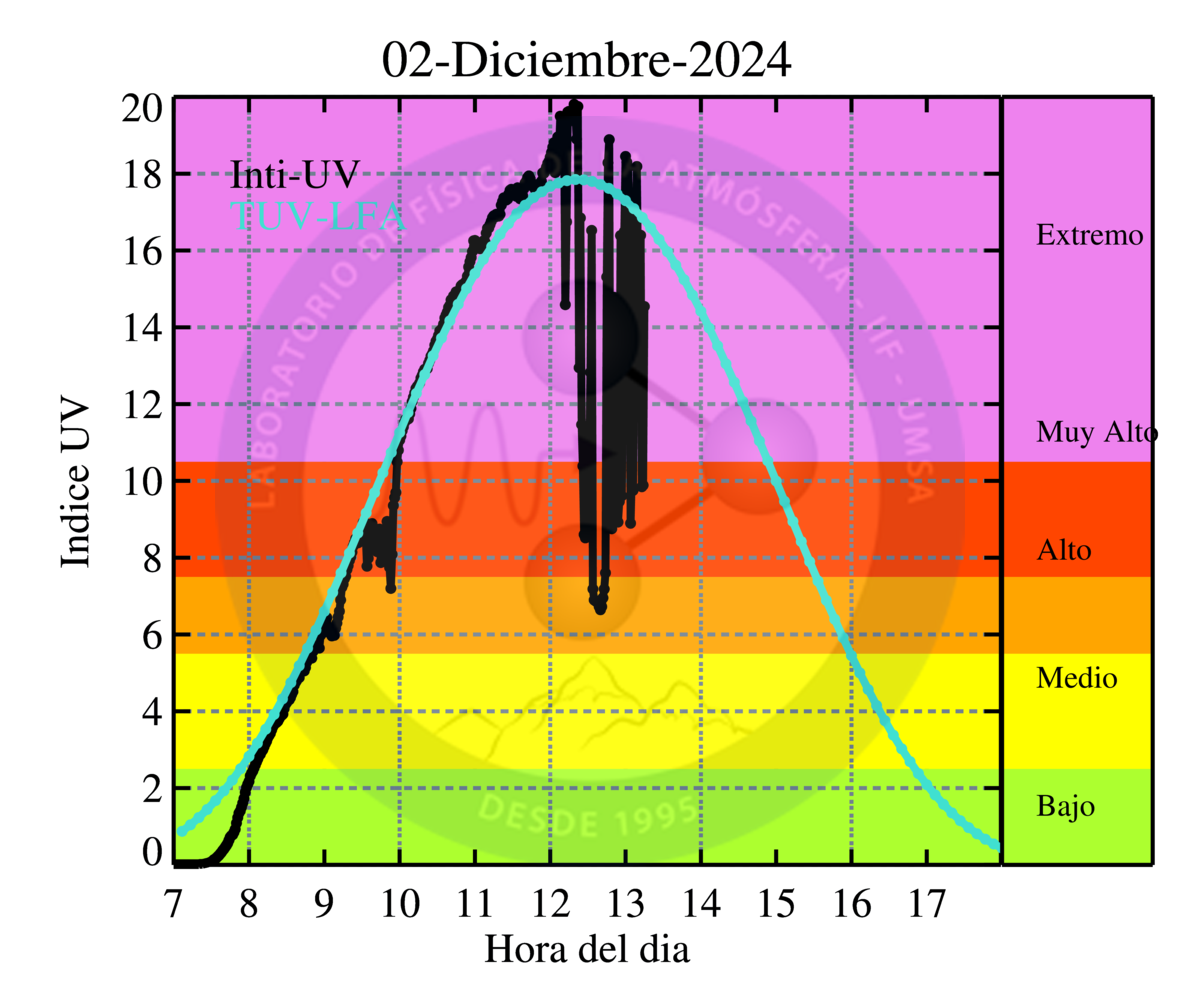 02-Diciembre-2024
Indice UV
20
18
16
14
12
10
8
6
4
2
0
Inti-UV
TUV-LFA
LABORATORIO DE FÍSICA DE LA ATMÓSFERA - IIF - UMSA
DESDE 1995
Extremo
Muy Alto
Alto
Medio
Bajo
7 8 9 10 11 12 13 14 15 16 17
Hora del dia